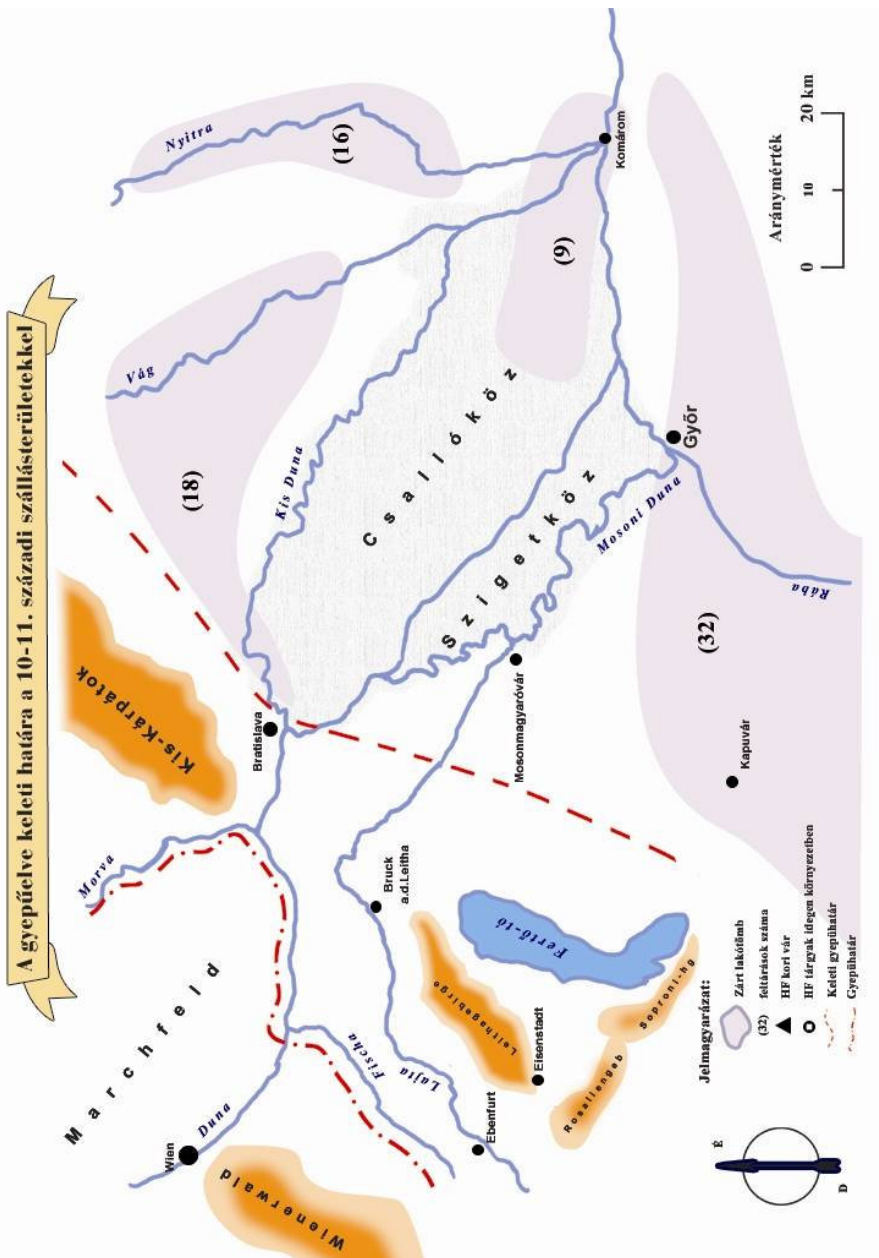 A gyepűelve keleti határa a 10-11. századi szállásterületekkel
Marchfeld
Morva
Kis-Kárpátok
Vág
Nyitra
(16)
(18)
Wien
Duna
Wienerwald
Fischa
Lajta
Bratislava
Kis Duna
Csallóköz
Szigetköz
Mosoni Duna
(9)
Komárom
Bruck
a.d.Leitha
Mosonmagyaróvár
Győr
Rába
(32)
Kapuvár
Ebenfurt
Eisenstadt
Leithagebirge
Fertő-tó
Rosaliengeb
Soproni-hg
É
D
Jelmagyarázat:
Zárt lakótömb
(32) feltárások száma
HF kori vár
HF tárgyak idegen környezetben
Keleti gyepűhatár
Gyepűhatár
Aránymérték
0 10 20 km